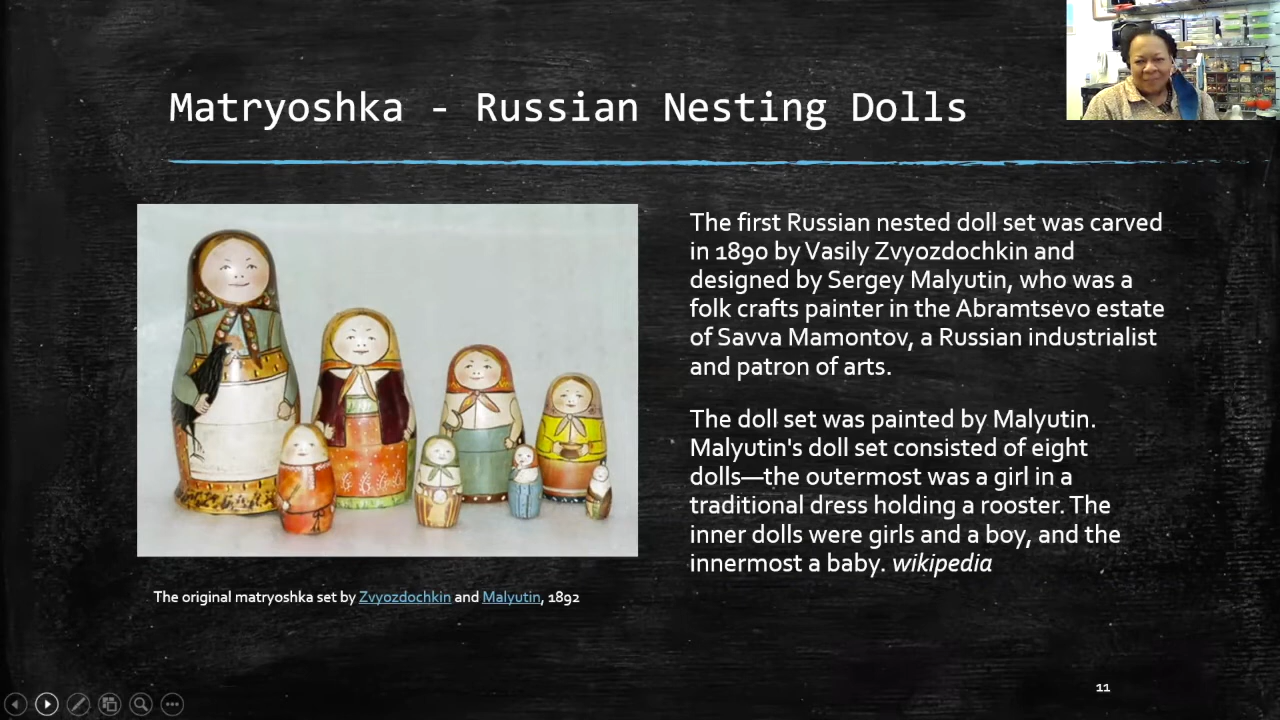 Matryoshka - Russian Nesting Dolls
The first Russian nested doll set was carved
in 1890 by Vasily Zvyozdochkin and
designed by Sergey Malyutin, who was a
folk crafts painter in the Abramtsevo estate
of Savva Mamontov, a Russian industrialist
and patron of arts.
The doll set was painted by Malyutin.
Malyutin's doll set consisted of eight
dolls—the outermost was a girl in a
traditional dress holding a rooster. The
inner dolls were girls and a boy, and the
innermost a baby. wikipedia
The original matryoshka set by Zvyozdochkin and Malyutin, 1892
11